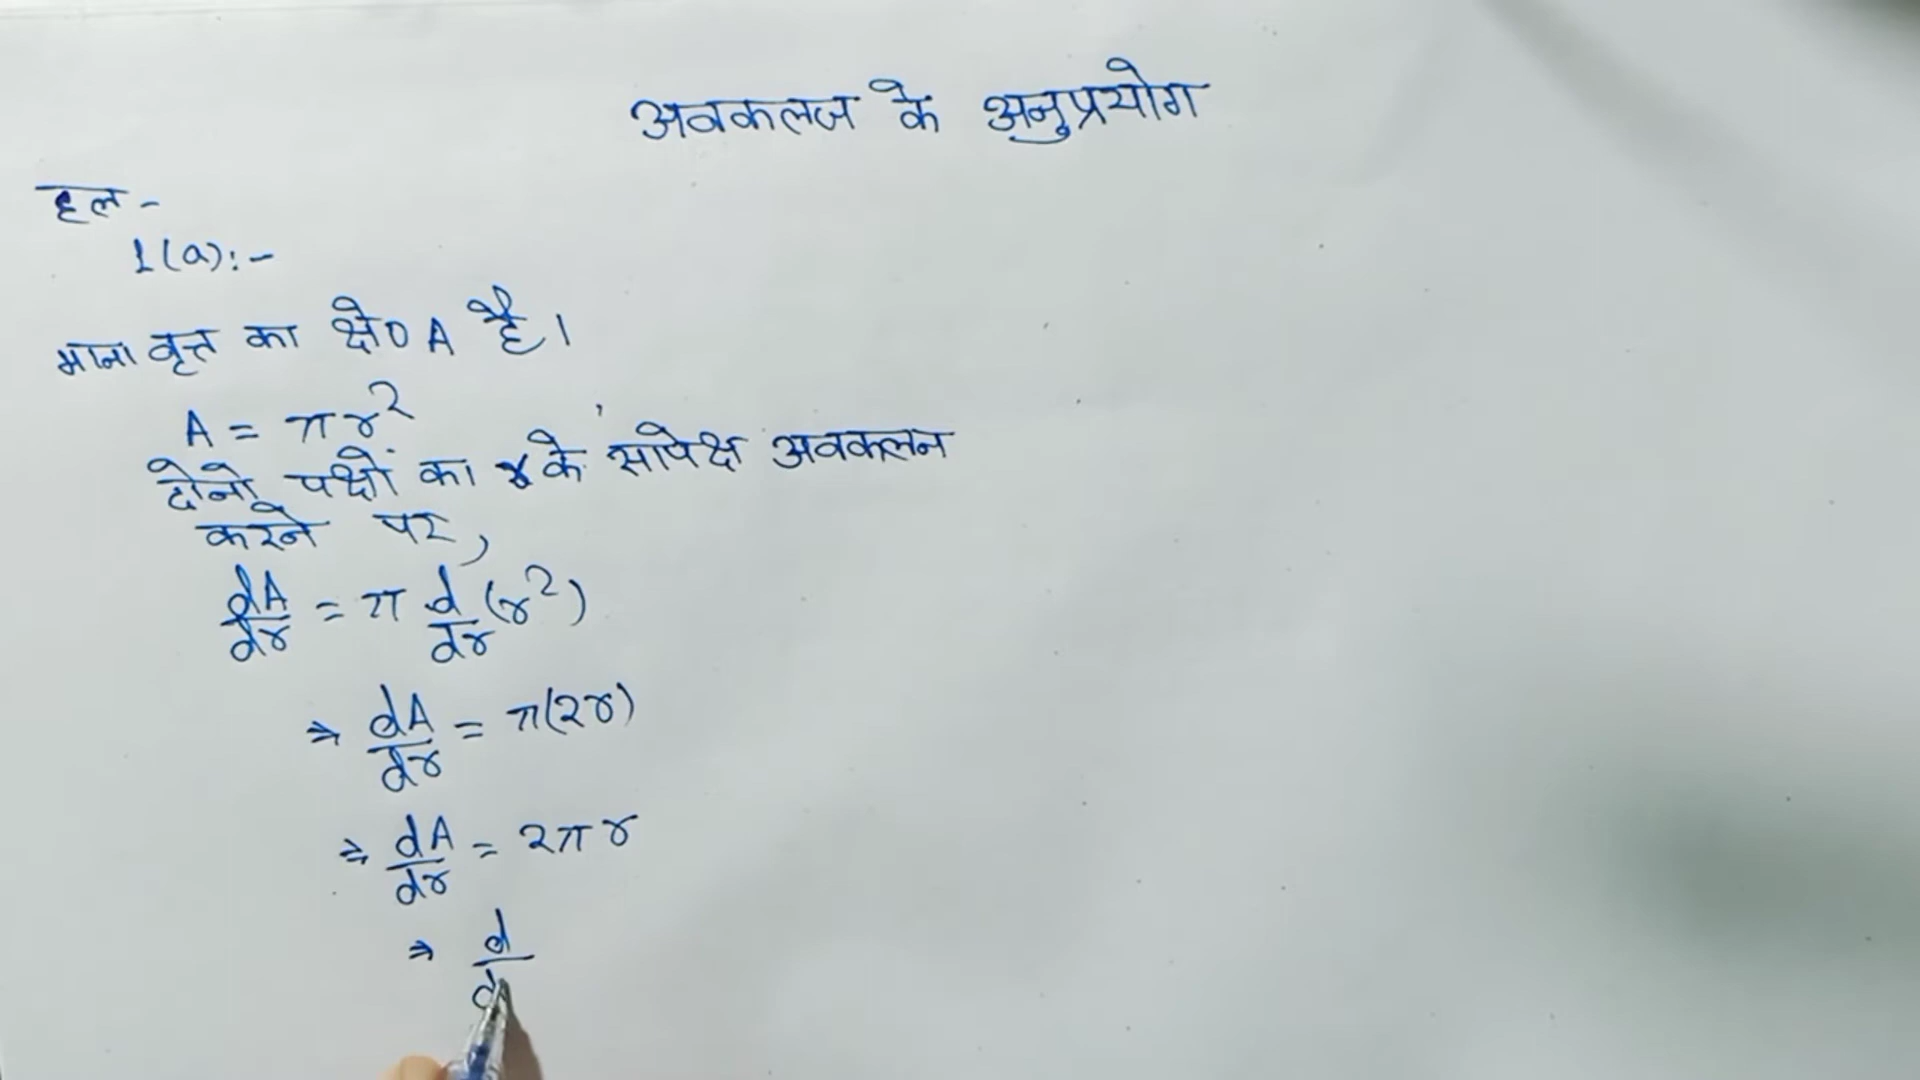 अवकलज के अनुप्रयोग
हल -
1(a):-
माना वृत्त का क्षे० A है।
A = πr²
दोनो पक्षों का r के सापेक्ष अवकलन
करने पर,
dA/dr = π d/dr (r²)
⇒ dA/dr = π(2r)
⇒ dA/dr = 2πr
⇒ d/d